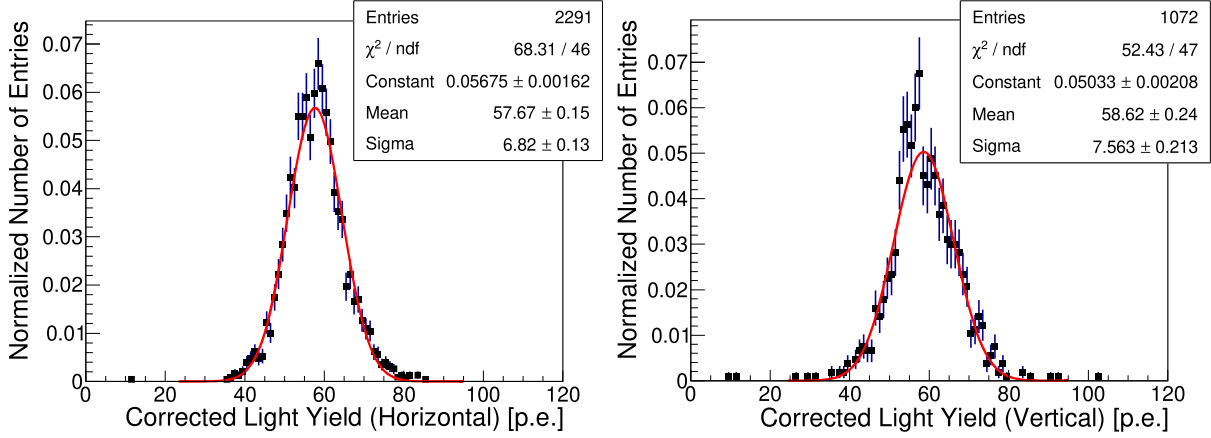 Normalized Number of Entries
0.07
0.06
0.05
0.04
0.03
0.02
0.01
0
Entries 2291
χ² / ndf 68.31 / 46
Constant 0.05675 ± 0.00162
Mean 57.67 ± 0.15
Sigma 6.82 ± 0.13
0 20 40 60 80 100 120
Corrected Light Yield (Horizontal) [p.e.]
Normalized Number of Entries
0.07
0.06
0.05
0.04
0.03
0.02
0.01
0
Entries 1072
χ² / ndf 52.43 / 47
Constant 0.05033 ± 0.00208
Mean 58.62 ± 0.24
Sigma 7.563 ± 0.213
0 20 40 60 80 100 120
Corrected Light Yield (Vertical) [p.e.]